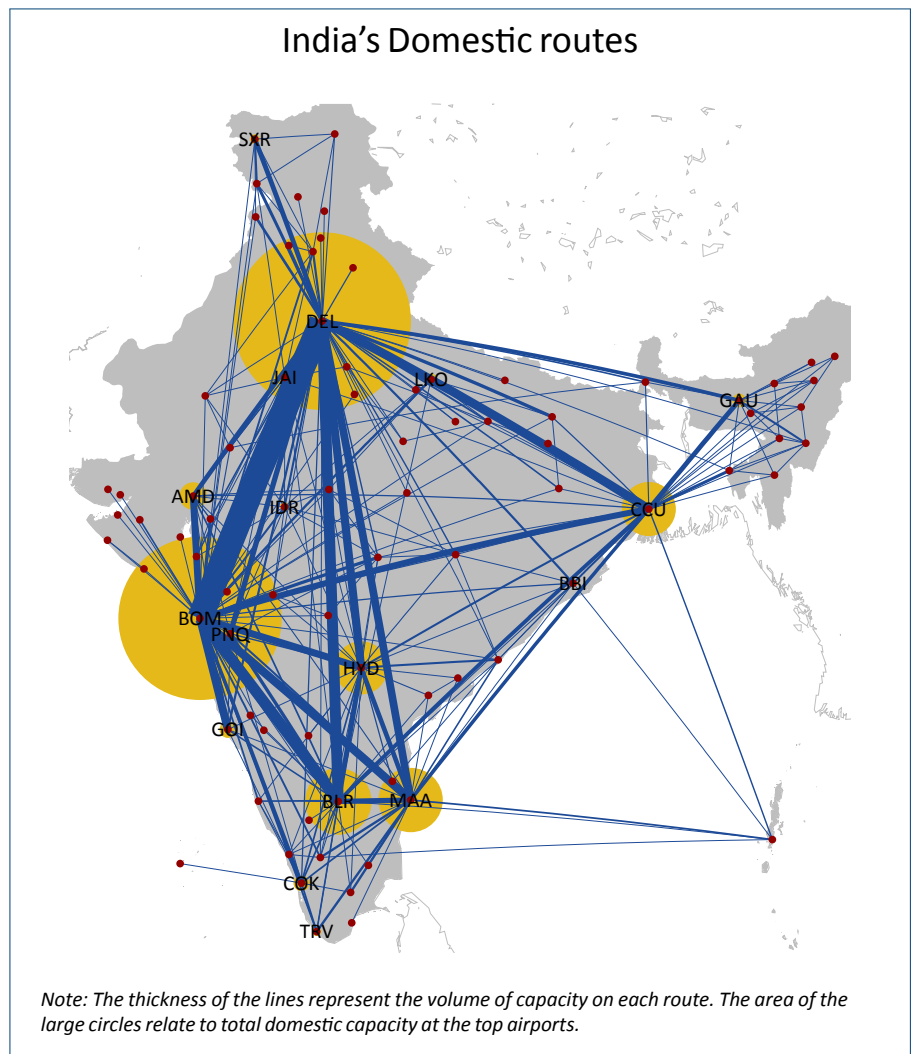 India's Domestic routes
SXR
DEL
JAI
LKO
GAU
AMD
IDR
CCU
BBI
BOM
PNQ
HYD
GOI
BLR
MAA
COK
TRV
Note: The thickness of the lines represent the volume of capacity on each route. The area of the
large circles relate to total domestic capacity at the top airports.